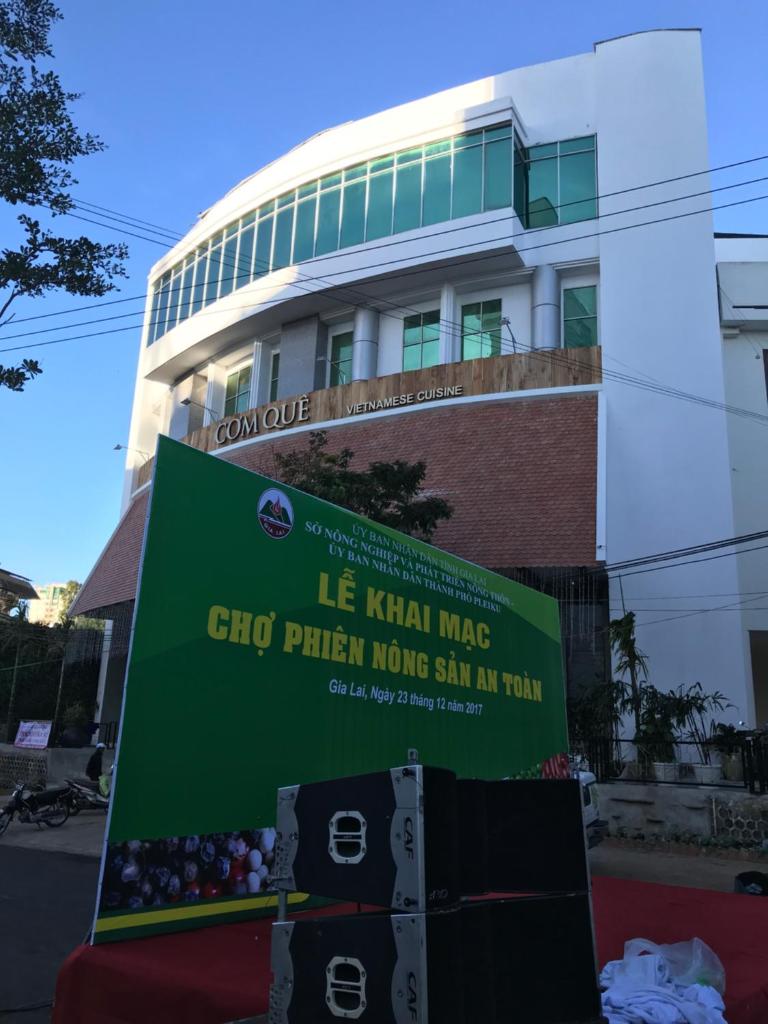 CƠM QUÊ
VIETNAMESE CUISINE
GIA LAI
ỦY BAN NHÂN DÂN TỈNH GIA LAI
SỞ NÔNG NGHIỆP VÀ PHÁT TRIỂN NÔNG THÔN -
ỦY BAN NHÂN DÂN THÀNH PHỐ PLEIKU
LỄ KHAI MẠC
CHỢ PHIÊN NÔNG SẢN AN TOÀN
Gia Lai, Ngày 23 tháng 12 năm 2017
CAF
CAF